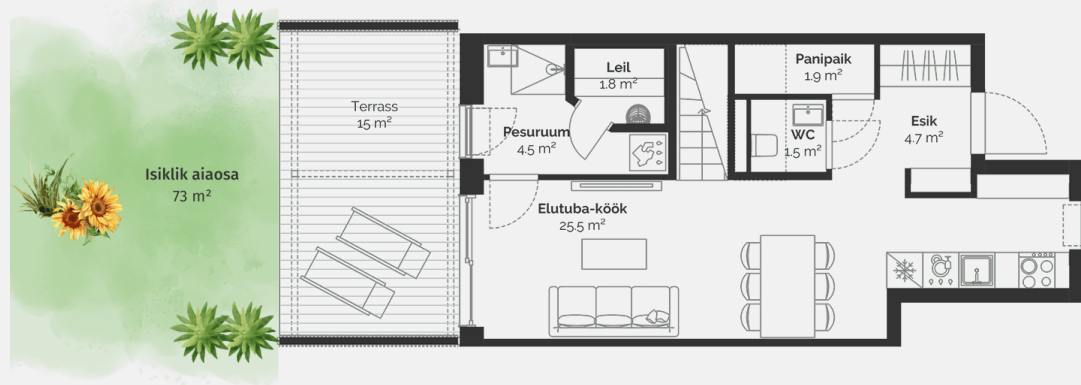 Isiklik aiaosa
73 m²
Terrass
15 m²
Pesuruum
4.5 m²
Leil
1.8 m²
Panipaik
1.9 m²
WC
1.5 m²
Esik
4.7 m²
Elutuba-köök
25.5 m²